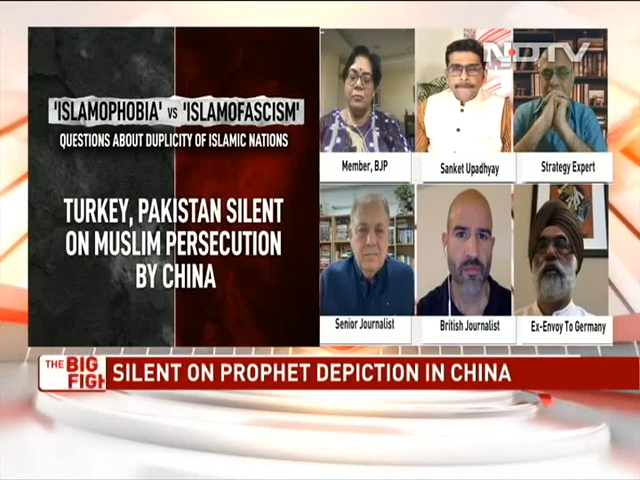 'ISLAMOPHOBIA' vs 'ISLAMOFASCISM'
QUESTIONS ABOUT DUPLICITY OF ISLAMIC NATIONS
TURKEY, PAKISTAN SILENT
ON MUSLIM PERSECUTION
BY CHINA
NDTV
Member, BJP
Sanket Upadhyay
Strategy Expert
Senior Journalist
British Journalist
Ex-Envoy To Germany
THE BIG
FIGH
SILENT ON PROPHET DEPICTION IN CHINA